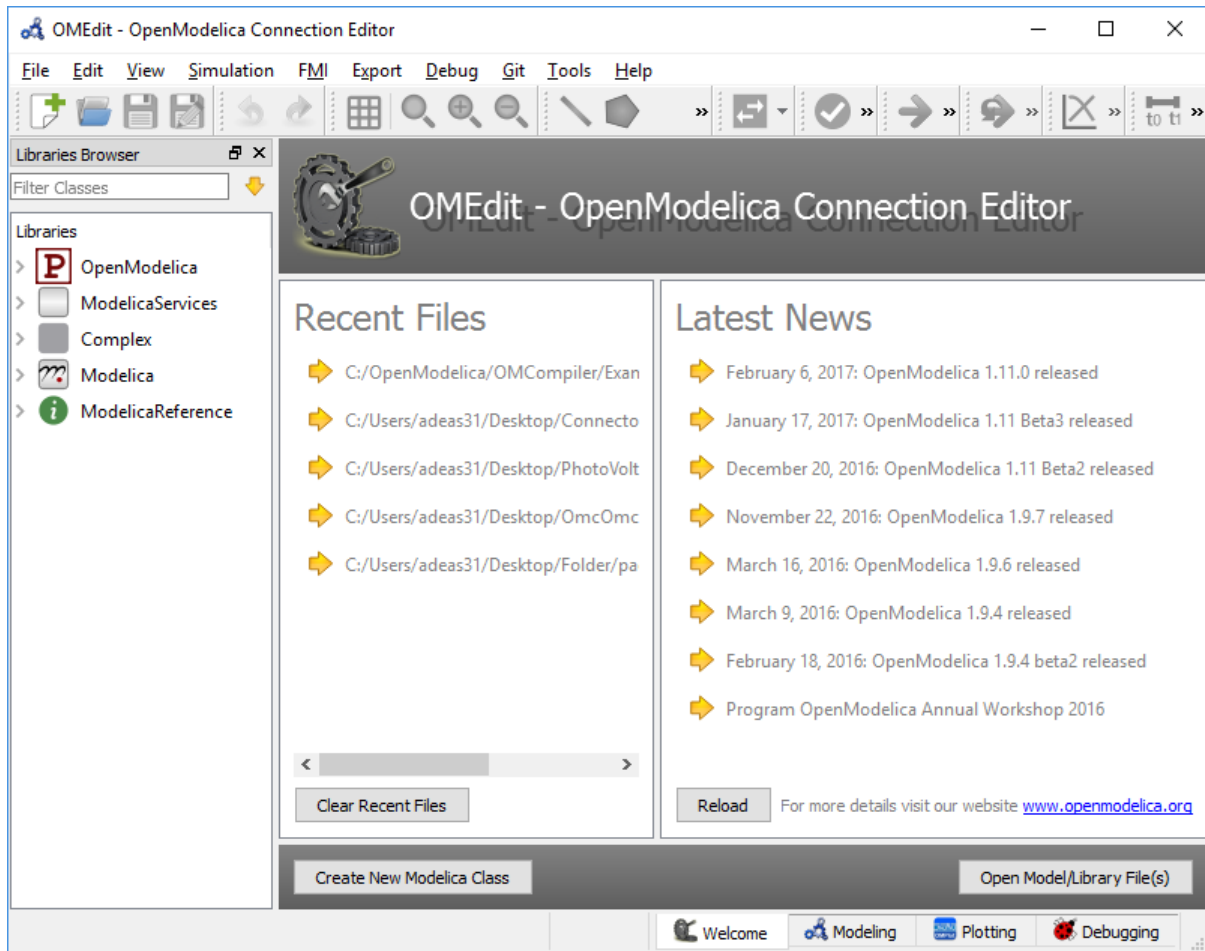 OMEdit - OpenModelica Connection Editor
File Edit View Simulation FMI Export Debug Git Tools Help
to t1
Libraries Browser
Filter Classes
Libraries
P OpenModelica
ModelicaServices
Complex
Modelica
i ModelicaReference
OMEdit - OpenModelica Connection Editor
Recent Files
C:/OpenModelica/OMCompiler/Exan
C:/Users/adeas31/Desktop/Connecto
C:/Users/adeas31/Desktop/PhotoVolt
C:/Users/adeas31/Desktop/OmcOmc
C:/Users/adeas31/Desktop/Folder/pa
Clear Recent Files
Latest News
February 6, 2017: OpenModelica 1.11.0 released
January 17, 2017: OpenModelica 1.11 Beta3 released
December 20, 2016: OpenModelica 1.11 Beta2 released
November 22, 2016: OpenModelica 1.9.7 released
March 16, 2016: OpenModelica 1.9.6 released
March 9, 2016: OpenModelica 1.9.4 released
February 18, 2016: OpenModelica 1.9.4 beta2 released
Program OpenModelica Annual Workshop 2016
Reload For more details visit our website www.openmodelica.org
Create New Modelica Class Open Model/Library File(s)
Welcome Modeling Plotting Debugging